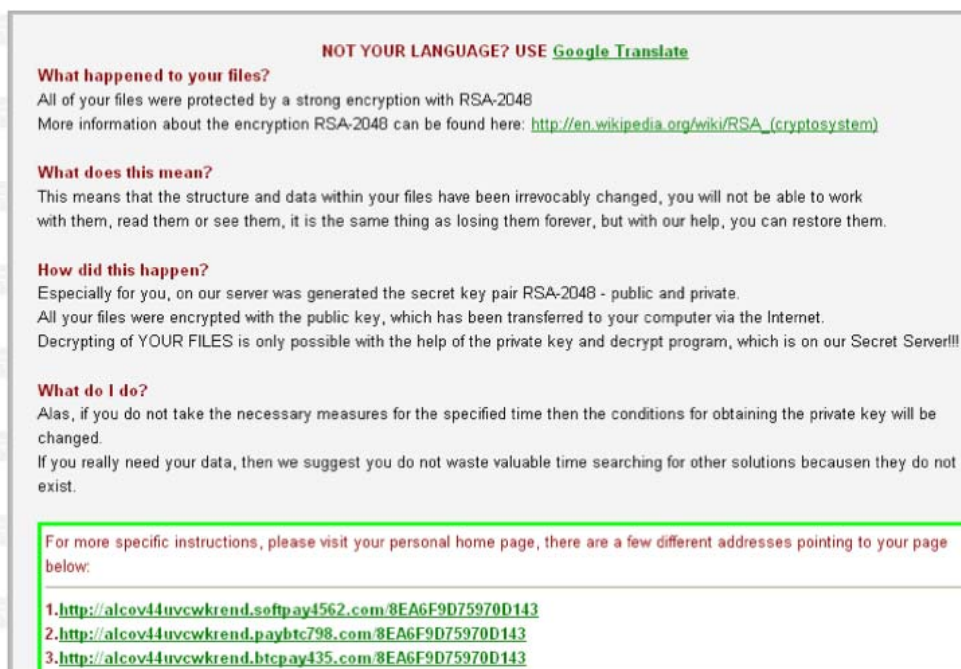 NOT YOUR LANGUAGE? USE Google Translate
What happened to your files?
All of your files were protected by a strong encryption with RSA-2048
More information about the encryption RSA-2048 can be found here: http://en.wikipedia.org/wiki/RSA_(cryptosystem)
What does this mean?
This means that the structure and data within your files have been irrevocably changed, you will not be able to work
with them, read them or see them, it is the same thing as losing them forever, but with our help, you can restore them.
How did this happen?
Especially for you, on our server was generated the secret key pair RSA-2048 - public and private.
All your files were encrypted with the public key, which has been transferred to your computer via the Internet.
Decrypting of YOUR FILES is only possible with the help of the private key and decrypt program, which is on our Secret Server!!!
What do I do?
Alas, if you do not take the necessary measures for the specified time then the conditions for obtaining the private key will be
changed.
If you really need your data, then we suggest you do not waste valuable time searching for other solutions becausen they do not
exist.
For more specific instructions, please visit your personal home page, there are a few different addresses pointing to your page
below:
1.http://alcov44uvcwkrend.softpay4562.com/8EA6F9D75970D143
2.http://alcov44uvcwkrend.paybtc798.com/8EA6F9D75970D143
3.http://alcov44uvcwkrend.btcpay435.com/8EA6F9D75970D143